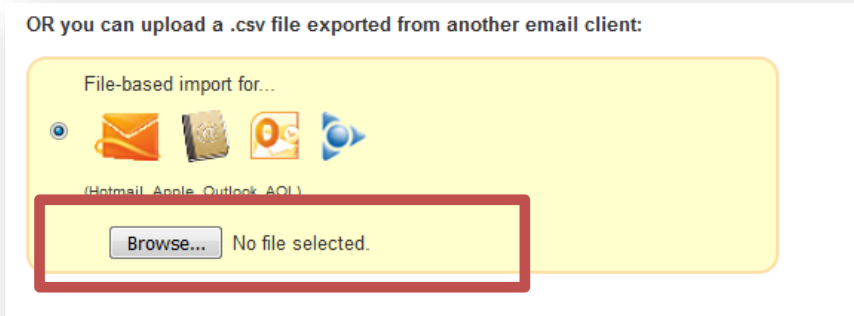 OR you can upload a .csv file exported from another email client:
File-based import for...
(Hotmail, Apple, Outlook, AOL)
Browse... No file selected.